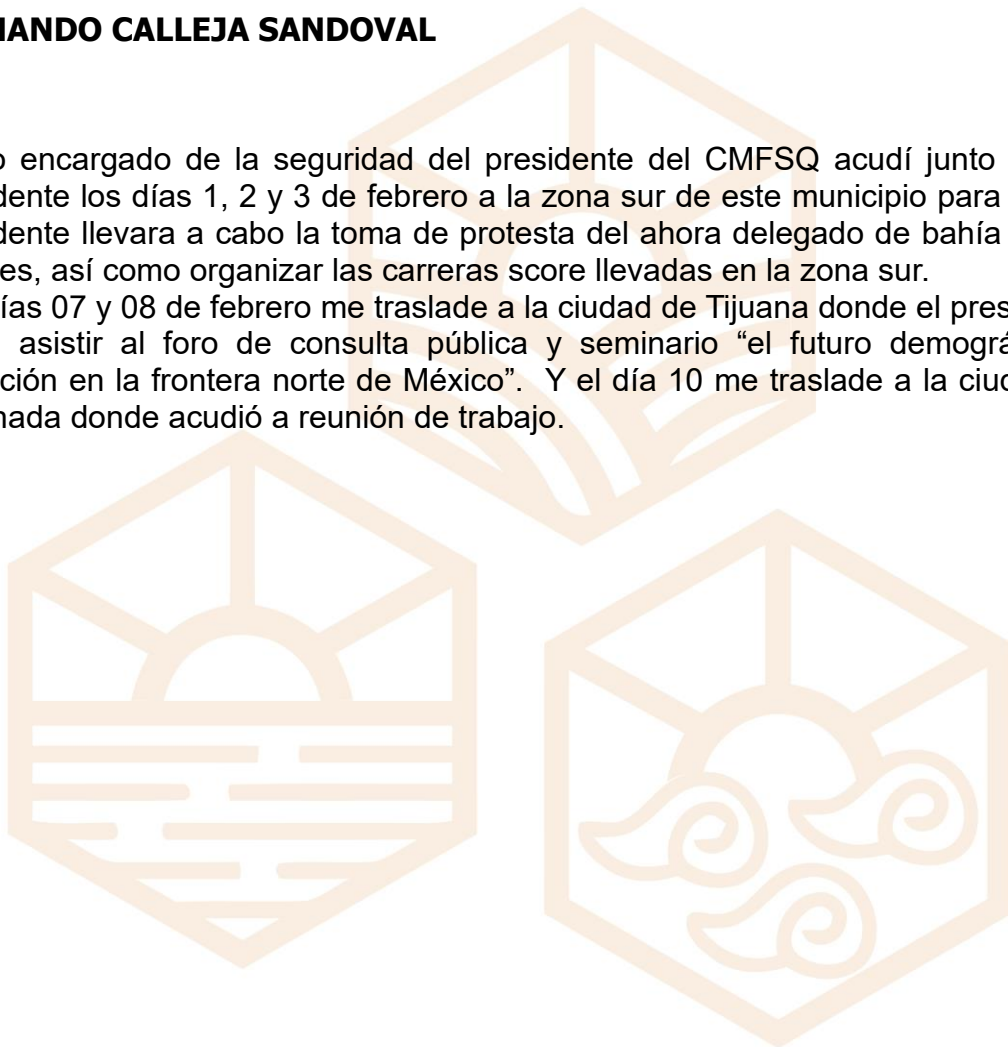 NANDO CALLEJA SANDOVAL
o encargado de la seguridad del presidente del CMFSQ acudí junto
dente los días 1, 2 y 3 de febrero a la zona sur de este municipio para
dente llevara a cabo la toma de protesta del ahora delegado de bahía
es, así como organizar las carreras score llevadas en la zona sur.
ías 07 y 08 de febrero me traslade a la ciudad de Tijuana donde el pres
asistir al foro de consulta pública y seminario “el futuro demográ
ción en la frontera norte de México”. Y el día 10 me traslade a la ciud
nada donde acudió a reunión de trabajo.